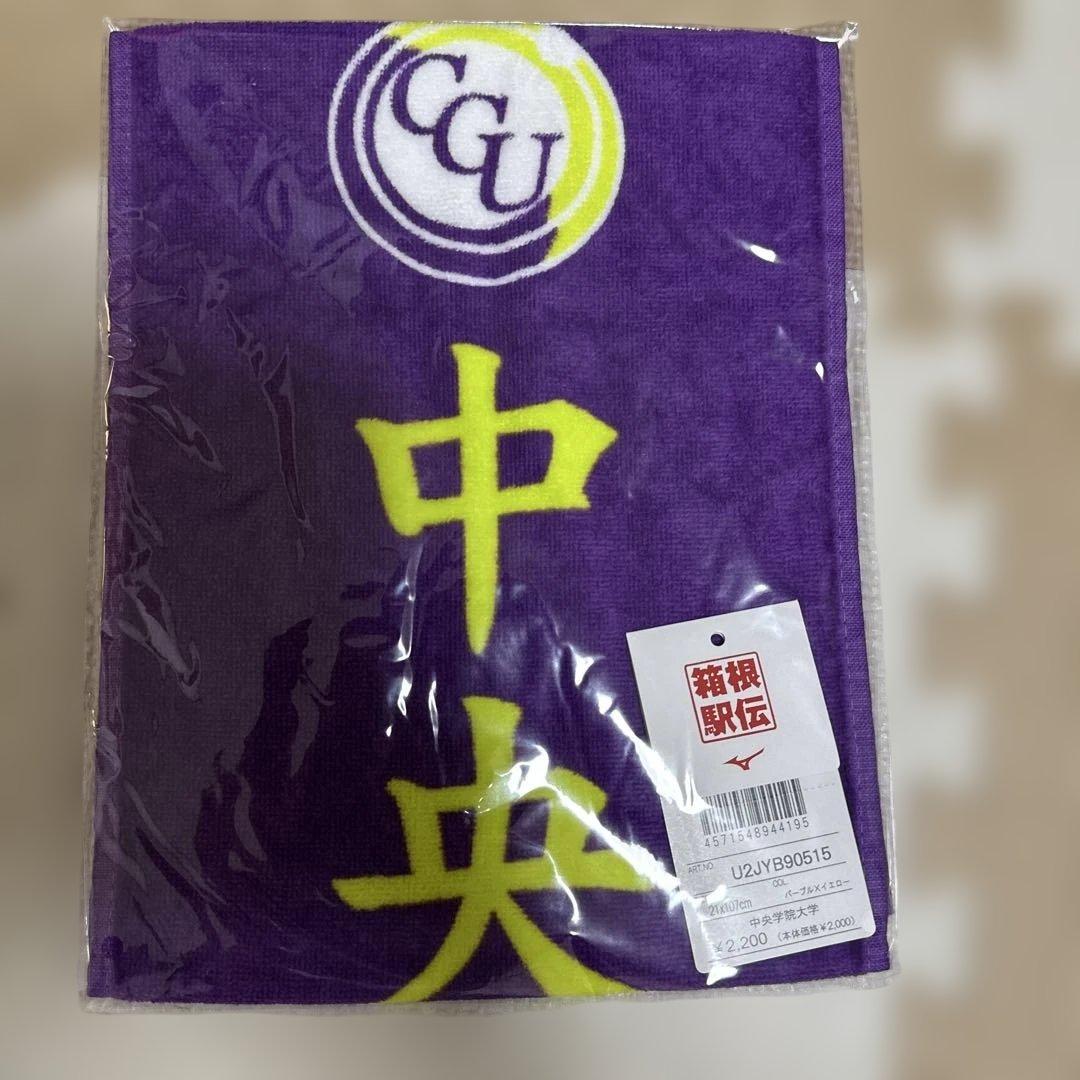 CGU
中
央
箱根
駅伝
4571548944195
ART.NO
U2JYB90515
COL
パープル×イエロー
21x107cm
中央学院大学
¥2,200 (本体価格¥2,000)